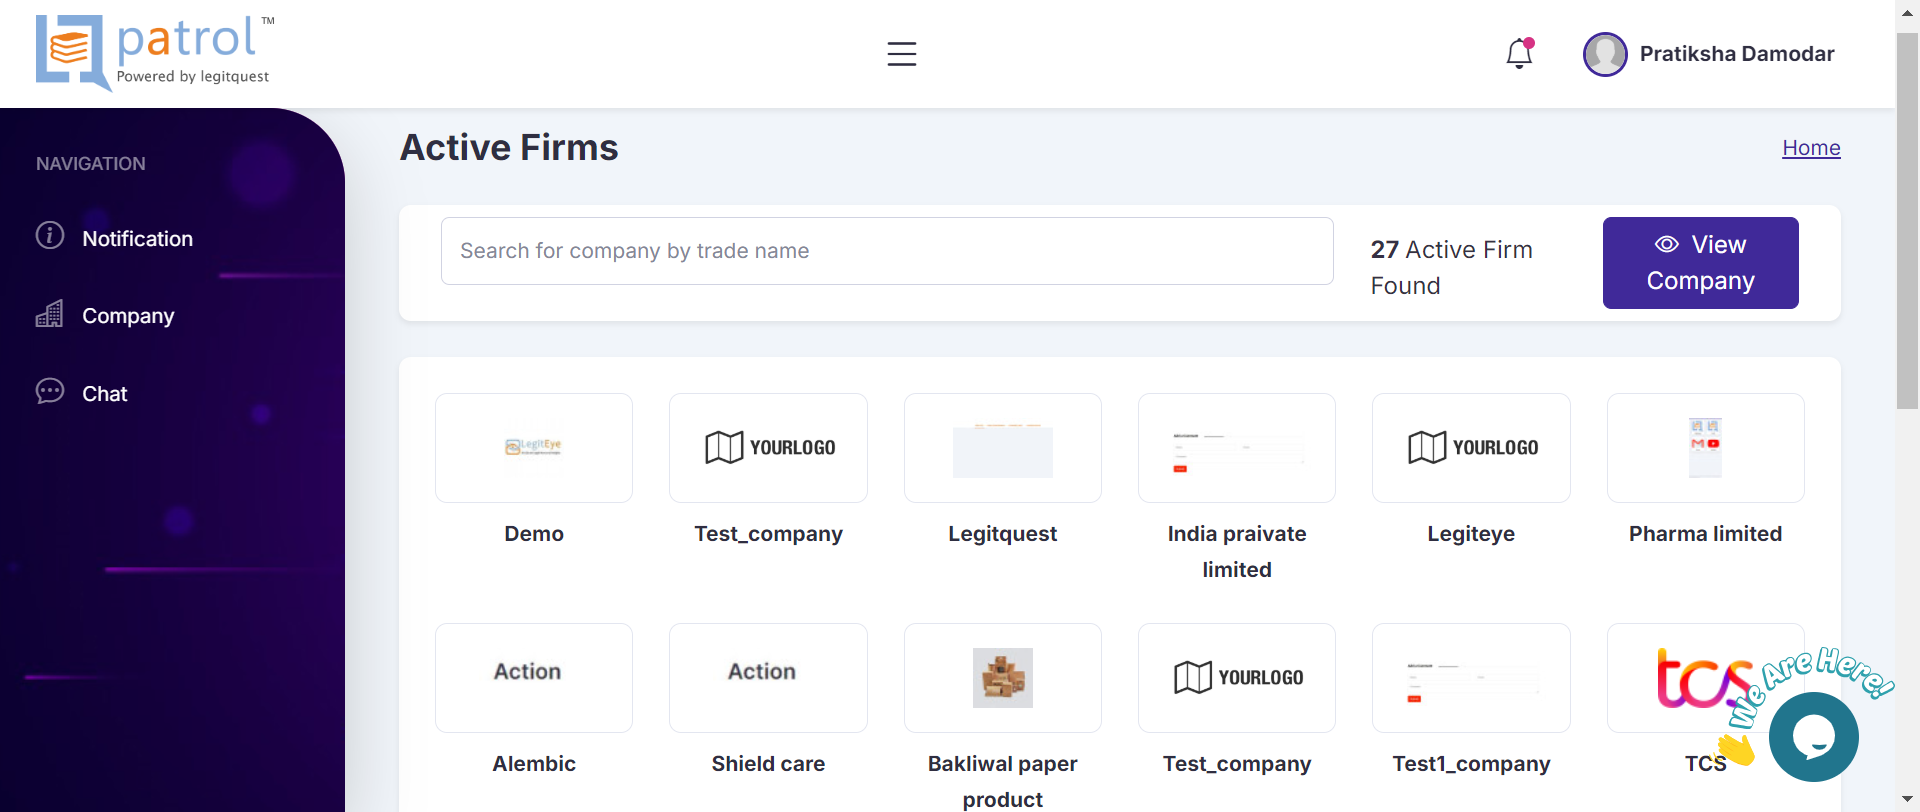 patrol TM
Powered by legitquest
Pratiksha Damodar
NAVIGATION
Notification
Company
Chat
Active Firms
Home
Search for company by trade name
27 Active Firm
Found
View
Company
LegitEye
YOURLOGO
YOURLOGO
Demo
Test_company
Legitquest
India praivate
limited
Legiteye
Pharma limited
Action
Action
YOURLOGO
tcs
We Are Here!
Alembic
Shield care
Bakliwal paper
product
Test_company
Test1_company
TCS